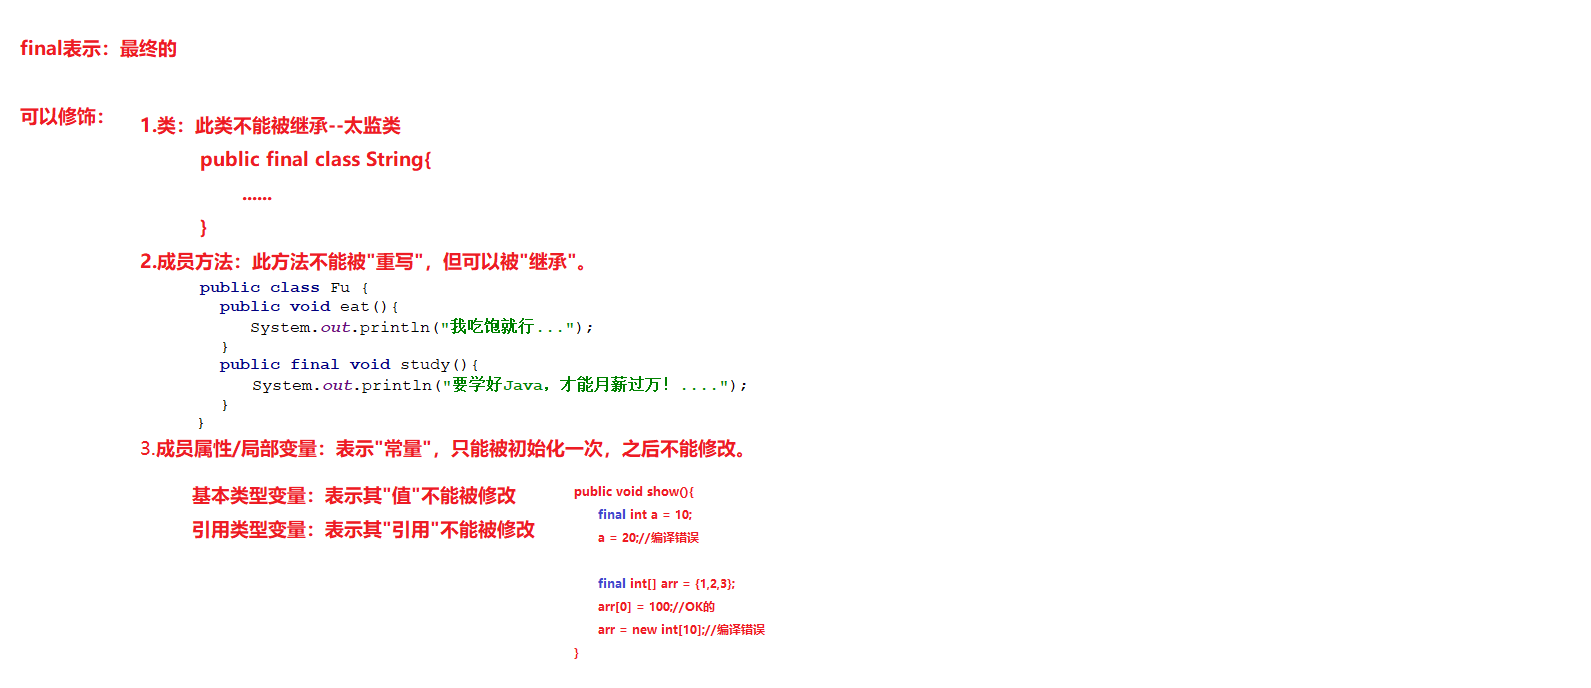 final表示：最终的
可以修饰：
1.类：此类不能被继承--太监类
public final class String{
......
}
2.成员方法：此方法不能被"重写"，但可以被"继承"。
public class Fu {
public void eat(){
System.out.println("我吃饱就行...");
}
public final void study(){
System.out.println("要学好Java，才能月薪过万！....");
}
}
3.成员属性/局部变量：表示"常量"，只能被初始化一次，之后不能修改。
基本类型变量：表示其"值"不能被修改
引用类型变量：表示其"引用"不能被修改
public void show(){
final int a = 10;
a = 20;//编译错误
final int[] arr = {1,2,3};
arr[0] = 100;//OK的
arr = new int[10];//编译错误
}